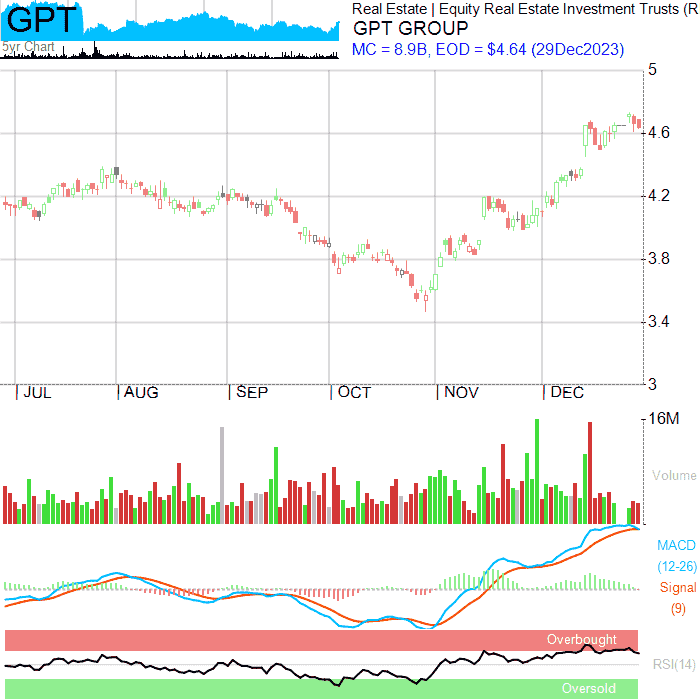 GPT
5yr Chart
Real Estate | Equity Real Estate Investment Trusts (R
GPT GROUP
MC = 8.9B, EOD = $4.64 (29Dec2023)
5
4.6
4.2
3.8
3.4
3
JUL AUG SEP OCT NOV DEC
16M
Volume
MACD
(12-26)
Signal
(9)
Overbought
RSI(14)
Oversold